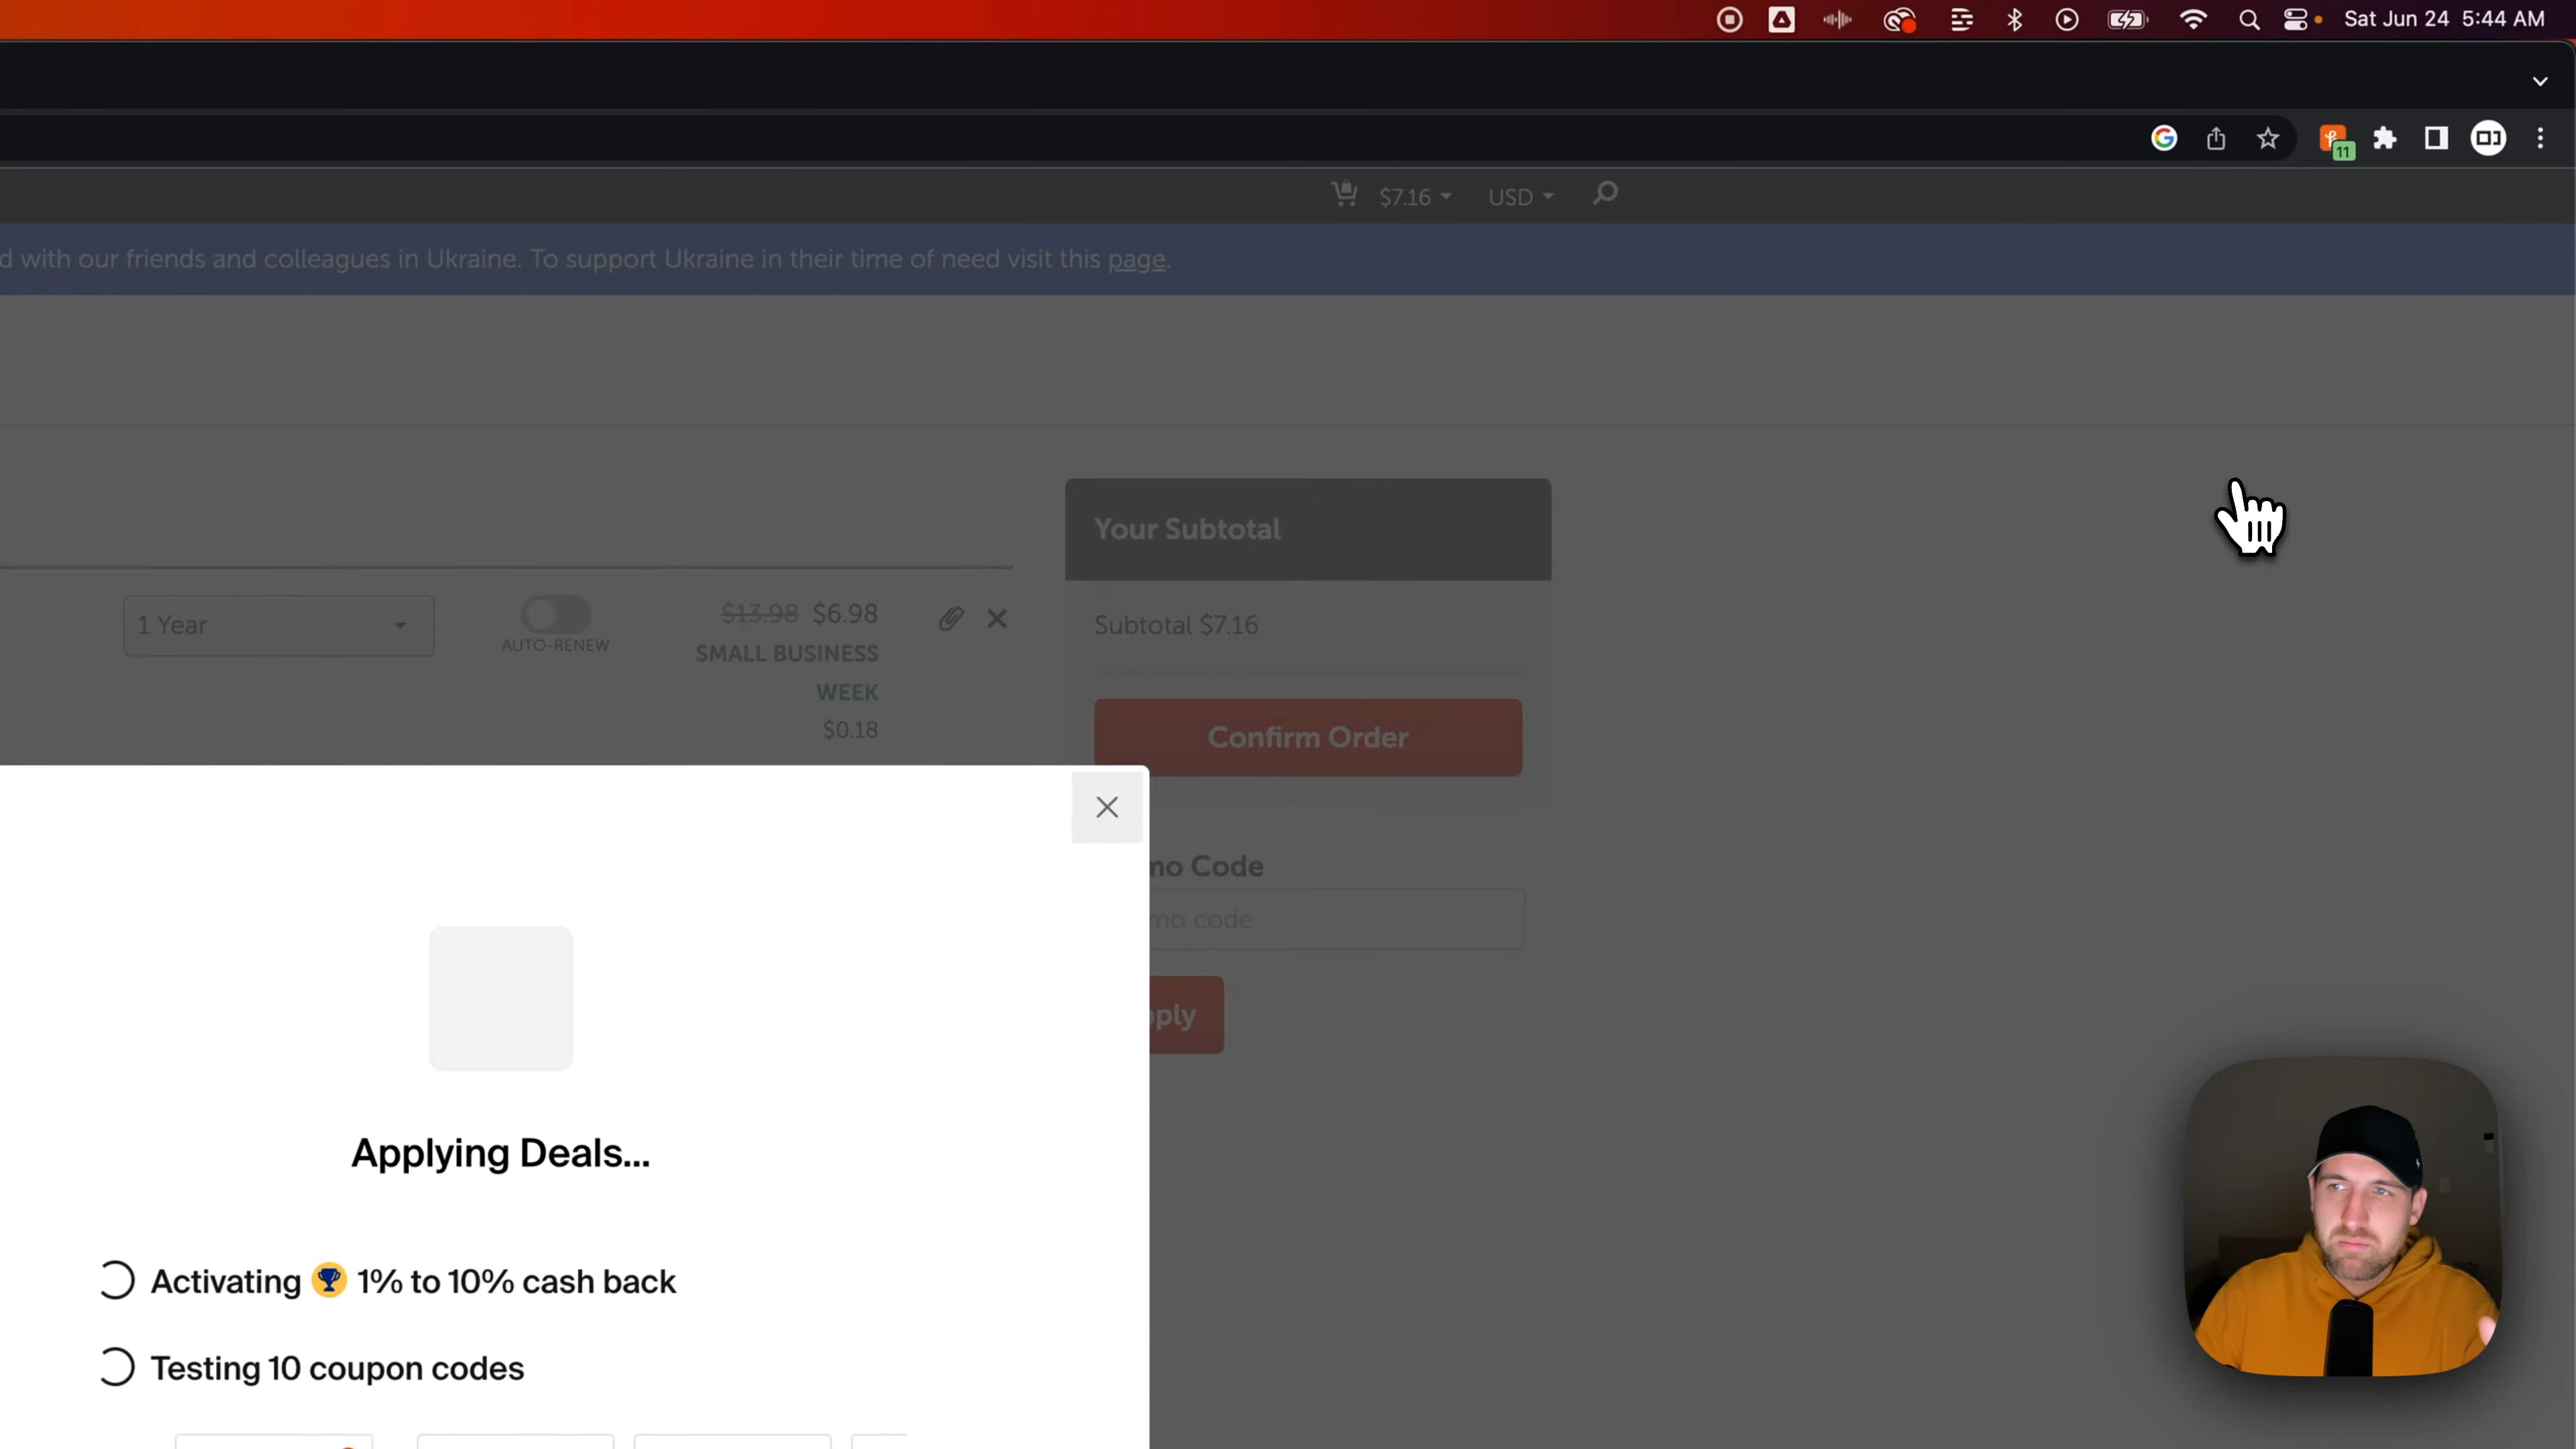 Sat Jun 24 5:44 AM
11
$7.16 USD
d with our friends and colleagues in Ukraine. To support Ukraine in their time of need visit this page.
Your Subtotal
1 Year
AUTO-RENEW
$13.98 $6.98
SMALL BUSINESS
WEEK
$0.18
Subtotal $7.16
Confirm Order
mo Code
mo code
pply
Applying Deals...
Activating 1% to 10% cash back
Testing 10 coupon codes